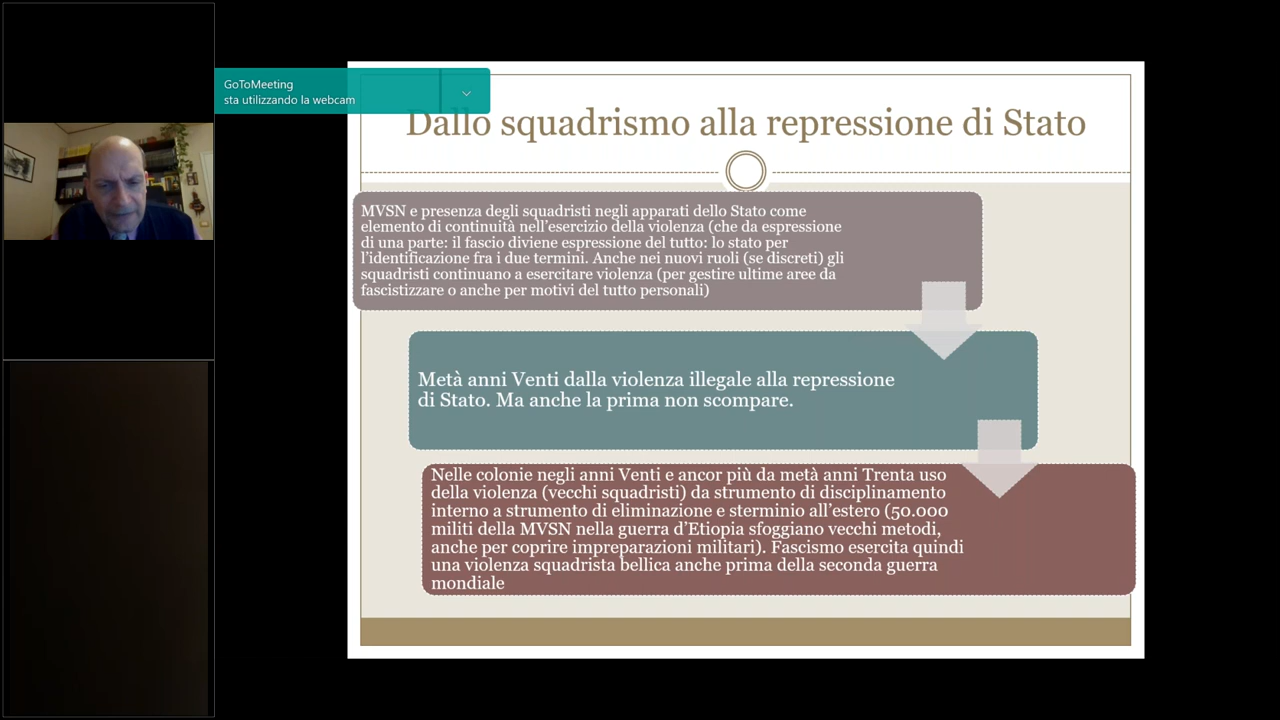 GoToMeeting
sta utilizzando la webcam
Dallo squadrismo alla repressione di Stato
MVSN e presenza degli squadristi negli apparati dello Stato come
elemento di continuità nell'esercizio della violenza (che da espressione
di una parte: il fascio diviene espressione del tutto: lo stato per
l'identificazione fra i due termini. Anche nei nuovi ruoli (se discreti) gli
squadristi continuano a esercitare violenza (per gestire ultime aree da
fascistizzare o anche per motivi del tutto personali)
Metà anni Venti dalla violenza illegale alla repressione
di Stato. Ma anche la prima non scompare.
Nelle colonie negli anni Venti e ancor più da metà anni Trenta uso
della violenza (vecchi squadristi) da strumento di disciplinamento
interno a strumento di eliminazione e sterminio all'estero (50.000
militi della MVSN nella guerra d'Etiopia sfoggiano vecchi metodi,
anche per coprire impreparazioni militari). Fascismo esercita quindi
una violenza squadrista bellica anche prima della seconda guerra
mondiale